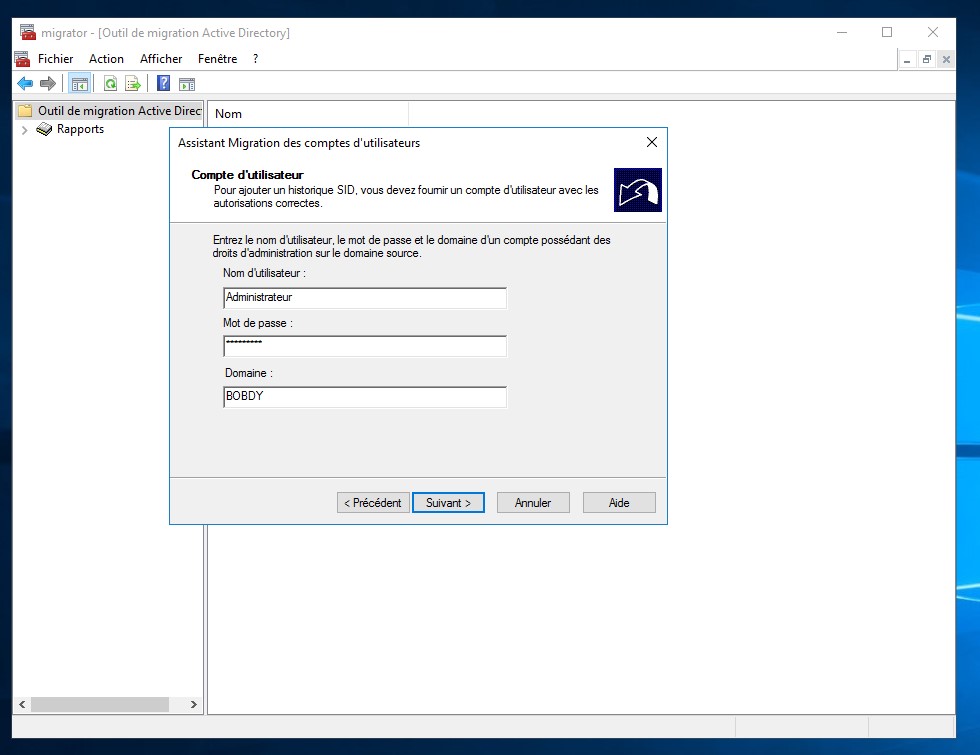 migrator - [Outil de migration Active Directory]
Fichier Action Afficher Fenêtre ?
Outil de migration Active Direc
Rapports
Nom
Assistant Migration des comptes d'utilisateurs
Compte d'utilisateur
Pour ajouter un historique SID, vous devez fournir un compte d'utilisateur avec les
autorisations correctes.
Entrez le nom d'utilisateur, le mot de passe et le domaine d'un compte possédant des
droits d'administration sur le domaine source.
Nom d'utilisateur :
Administrateur
Mot de passe :
*********
Domaine :
BOBDY
< Précédent Suivant > Annuler Aide